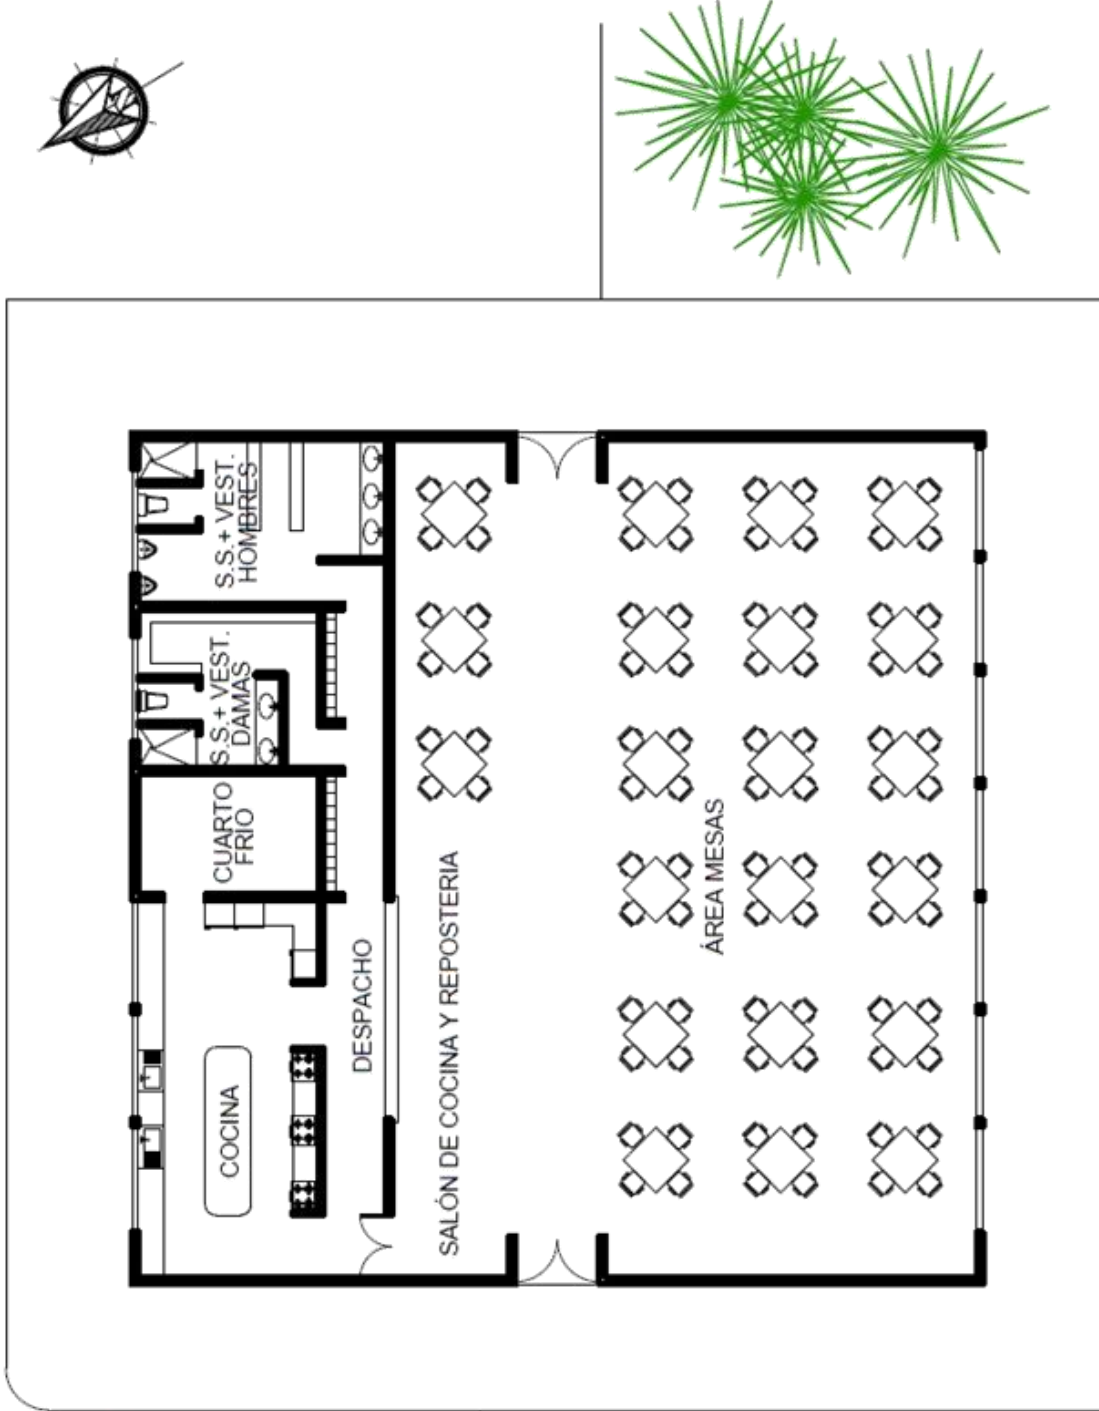 S.S.+ VEST.
HOMBRES
S.S.+ VEST.
DAMAS
CUARTO
FRIO
COCINA
DESPACHO
SALÓN DE COCINA Y REPOSTERIA
ÁREA MESAS